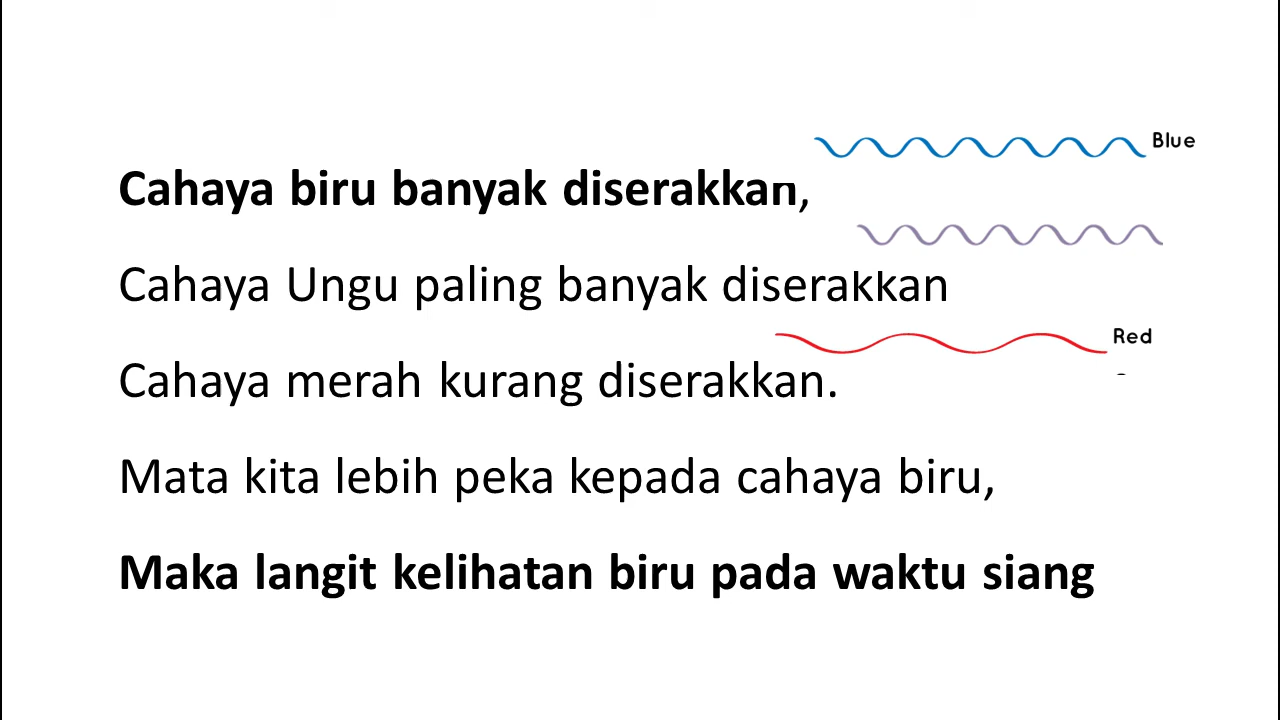 Blue
Cahaya biru banyak diserakkan,
Cahaya Ungu paling banyak diserakkan
Red
Cahaya merah kurang diserakkan.
Mata kita lebih peka kepada cahaya biru,
Maka langit kelihatan biru pada waktu siang